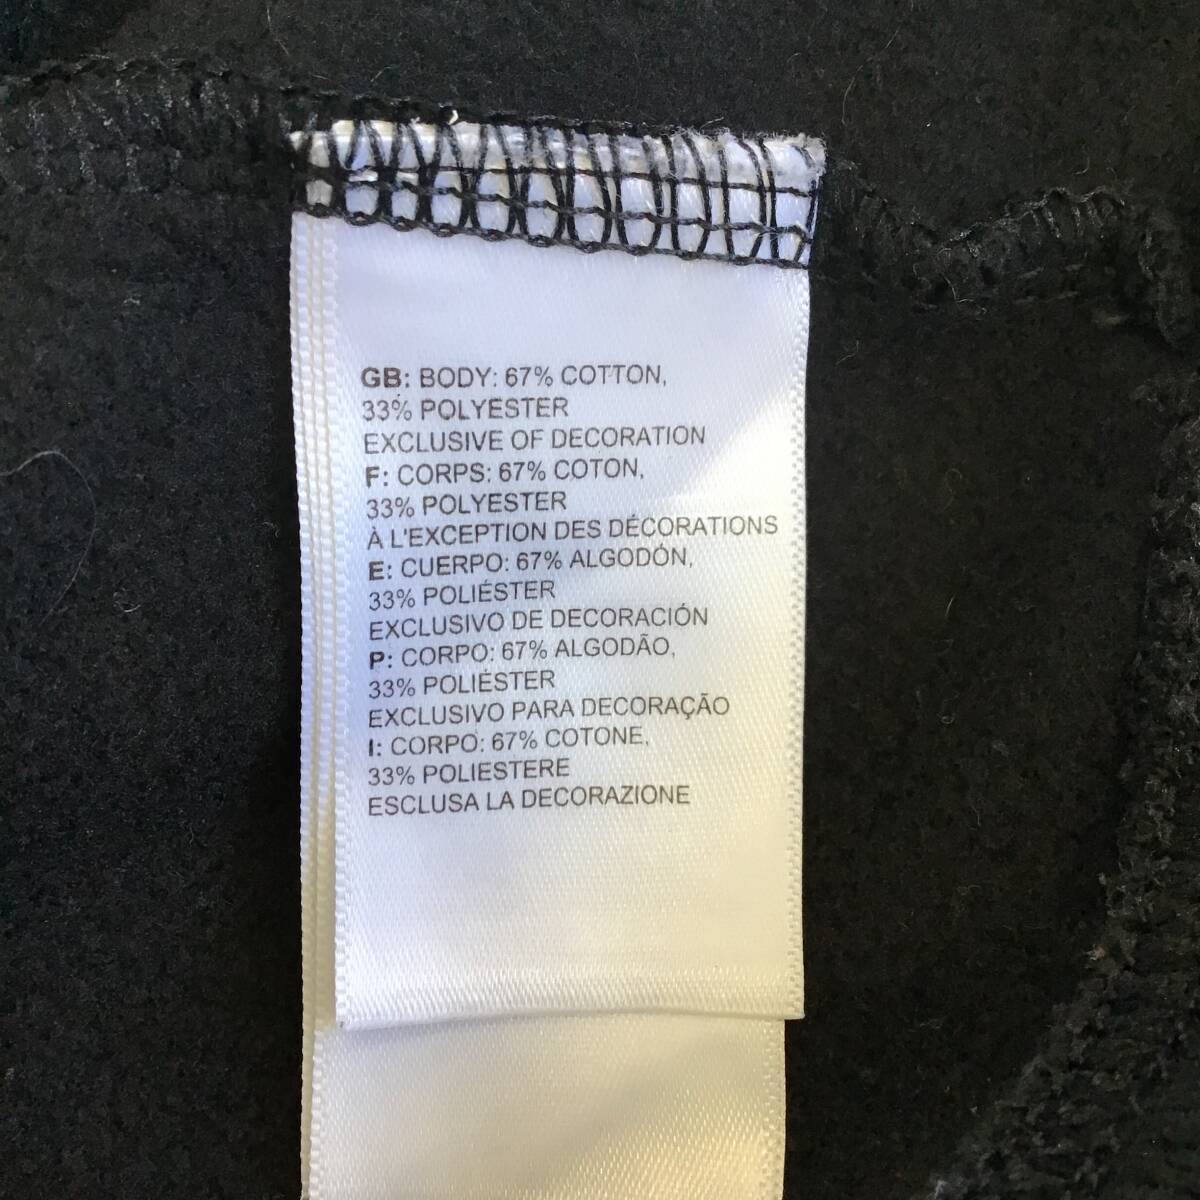 GB: BODY: 67% COTTON,
33% POLYESTER
EXCLUSIVE OF DECORATION
F: CORPS: 67% COTON,
33% POLYESTER
À L'EXCEPTION DES DÉCORATIONS
E: CUERPO: 67% ALGODÓN,
33% POLIÉSTER
EXCLUSIVO DE DECORACIÓN
P: CORPO: 67% ALGODÃO,
33% POLIÉSTER
EXCLUSIVO PARA DECORAÇÃO
I: CORPO: 67% COTONE,
33% POLIESTERE
ESCLUSA LA DECORAZIONE